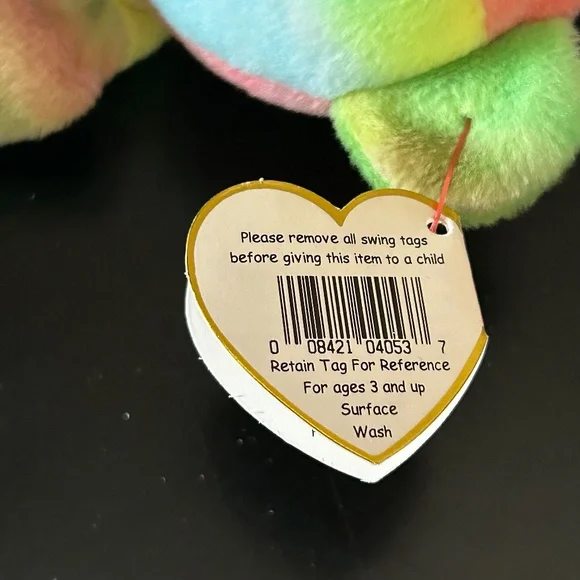 Please remove all swing tags
before giving this item to a child
0 08421 04053 7
Retain Tag For Reference
For ages 3 and up
Surface
Wash